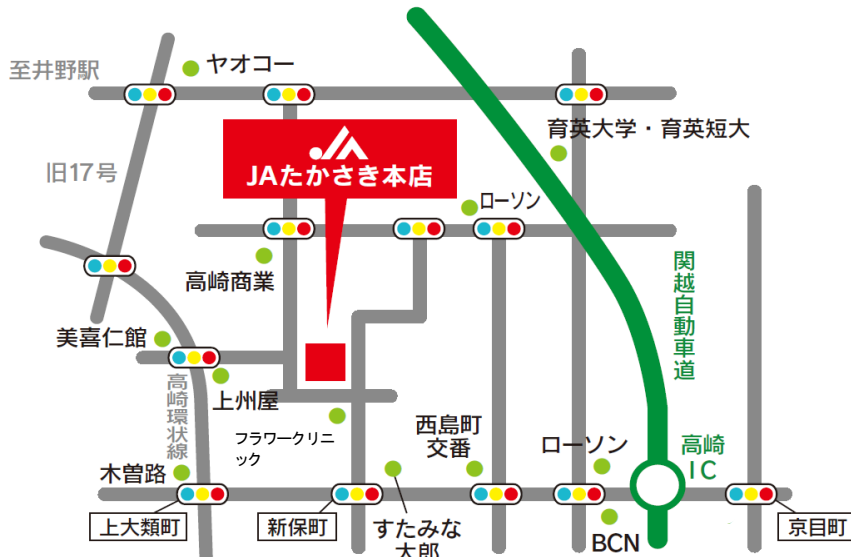 至井野駅
ヤオコー
育英大学・育英短大
旧17号
JA
JAたかさき本店
ローソン
高崎商業
関越自動車道
美喜仁館
上州屋
高崎環状線
フラワークリニ
ック
西島町
交番
ローソン
高崎
IC
木曽路
上大類町
新保町
すたみな
太郎
BCN
京目町